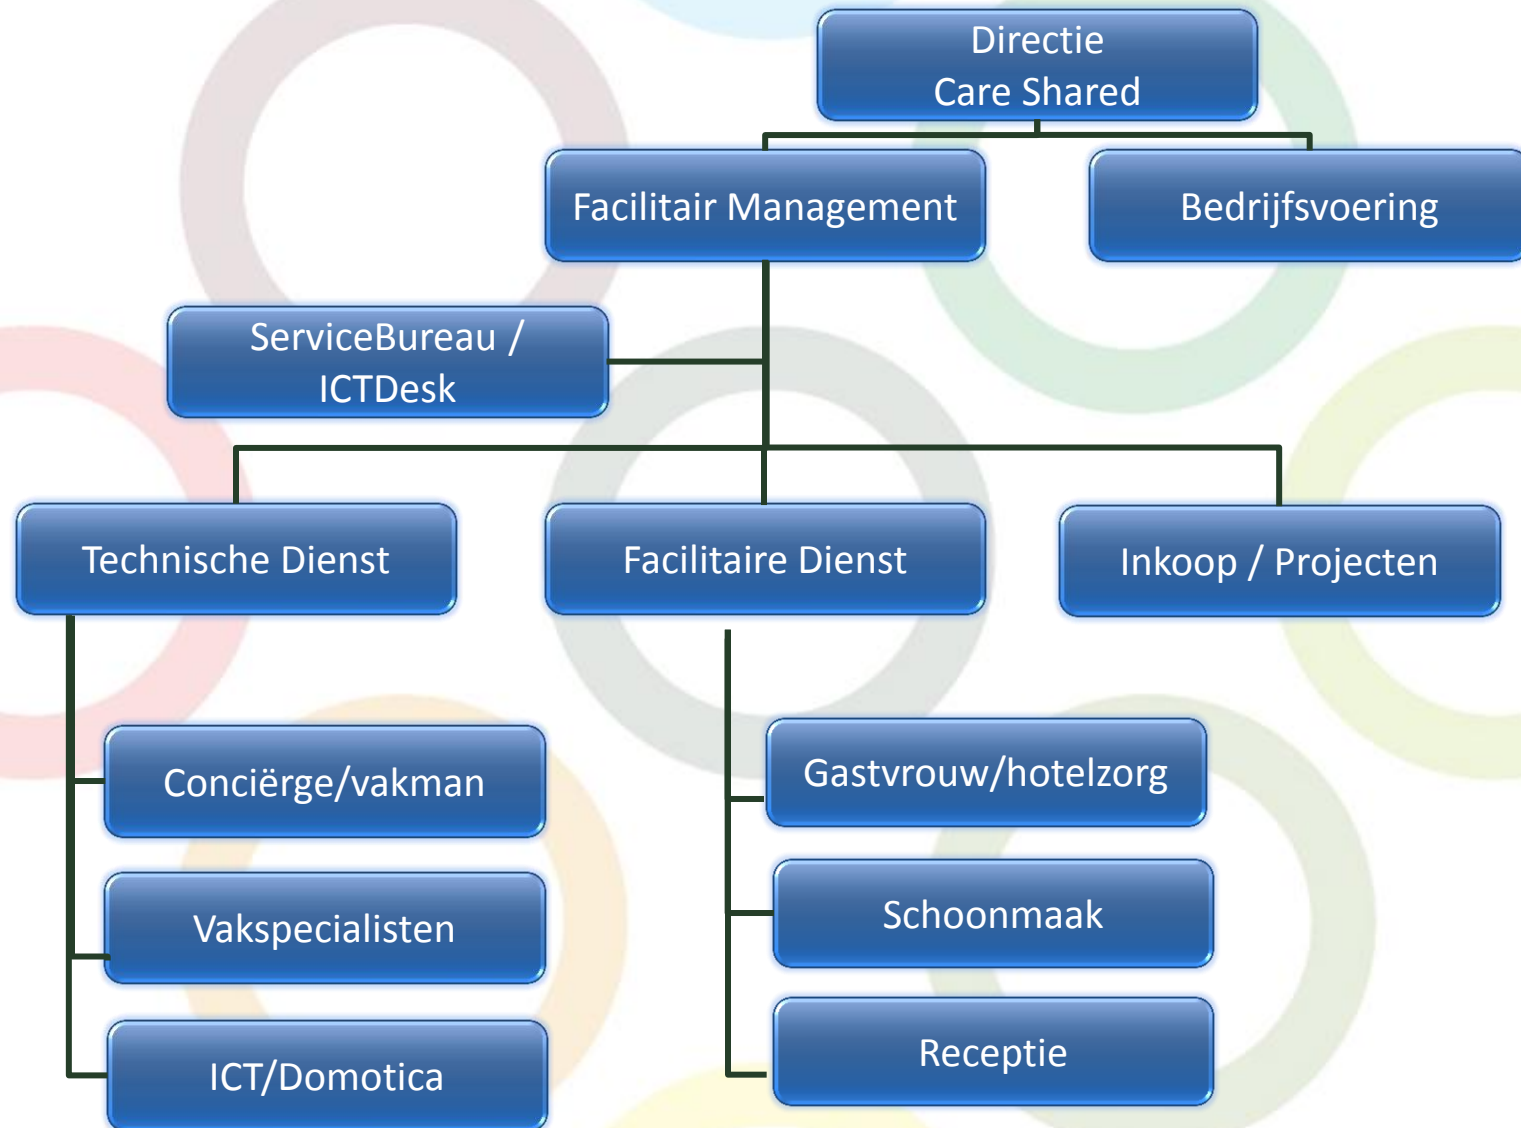 Directie
Care Shared
Facilitair Management
Bedrijfsvoering
ServiceBureau /
ICTDesk
Technische Dienst
Facilitaire Dienst
Inkoop / Projecten
Conciërge/vakman
Vakspecialisten
ICT/Domotica
Gastvrouw/hotelzorg
Schoonmaak
Receptie